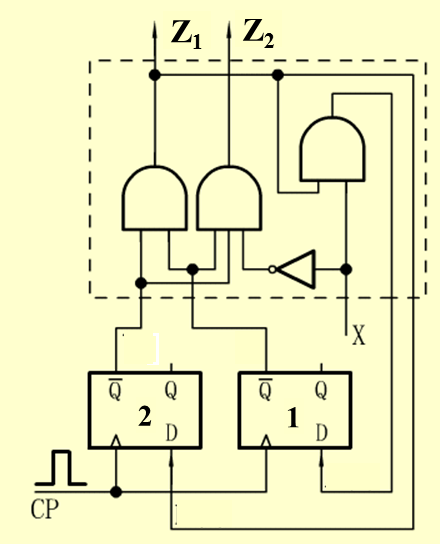 Z₁ Z₂
X
Q̅ Q Q̅ Q
2 1
D D
CP